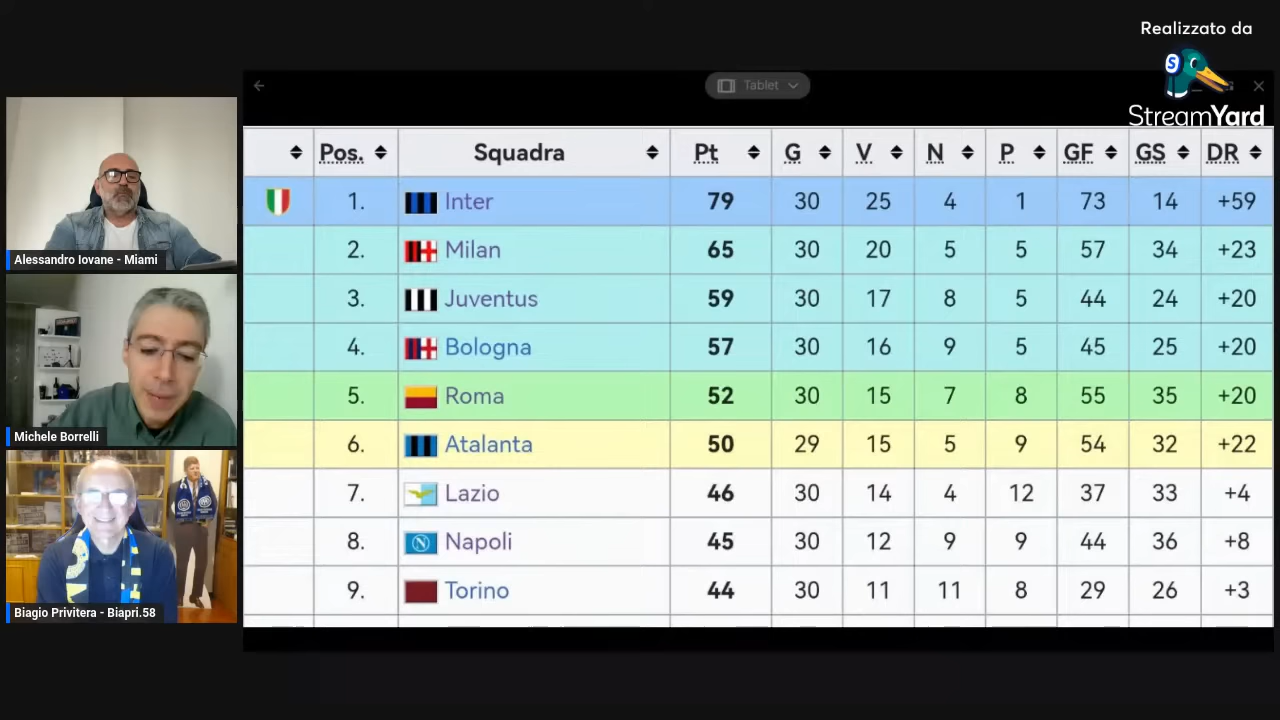 Realizzato da
StreamYard
Tablet
Pos. Squadra Pt G V N P GF GS DR
1. Inter 79 30 25 4 1 73 14 +59
2. Milan 65 30 20 5 5 57 34 +23
3. Juventus 59 30 17 8 5 44 24 +20
4. Bologna 57 30 16 9 5 45 25 +20
5. Roma 52 30 15 7 8 55 35 +20
6. Atalanta 50 29 15 5 9 54 32 +22
7. Lazio 46 30 14 4 12 37 33 +4
8. Napoli 45 30 12 9 9 44 36 +8
9. Torino 44 30 11 11 8 29 26 +3
Alessandro Iovane - Miami
Michele Borrelli
Biagio Privitera - Biapri.58